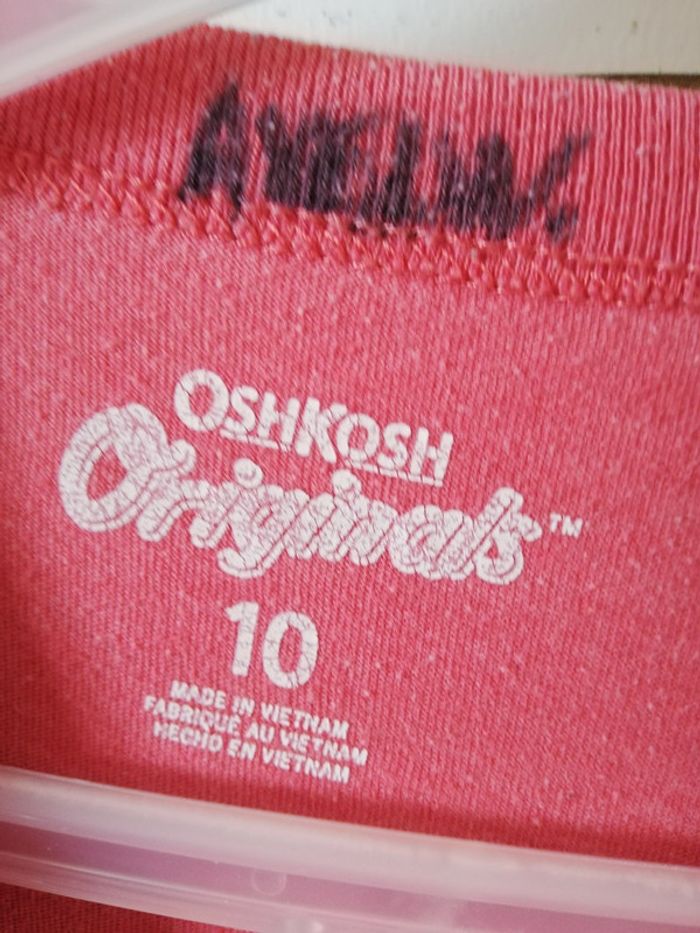 OSHKOSH
Originals™
10
MADE IN VIETNAM
FABRIQUÉ AU VIETNAM
HECHO EN VIETNAM